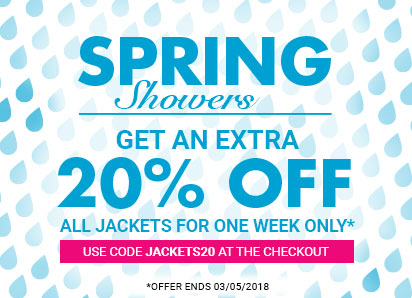 SPRING
Showers
GET AN EXTRA
20% OFF
ALL JACKETS FOR ONE WEEK ONLY*
USE CODE JACKETS20 AT THE CHECKOUT
*OFFER ENDS 03/05/2018